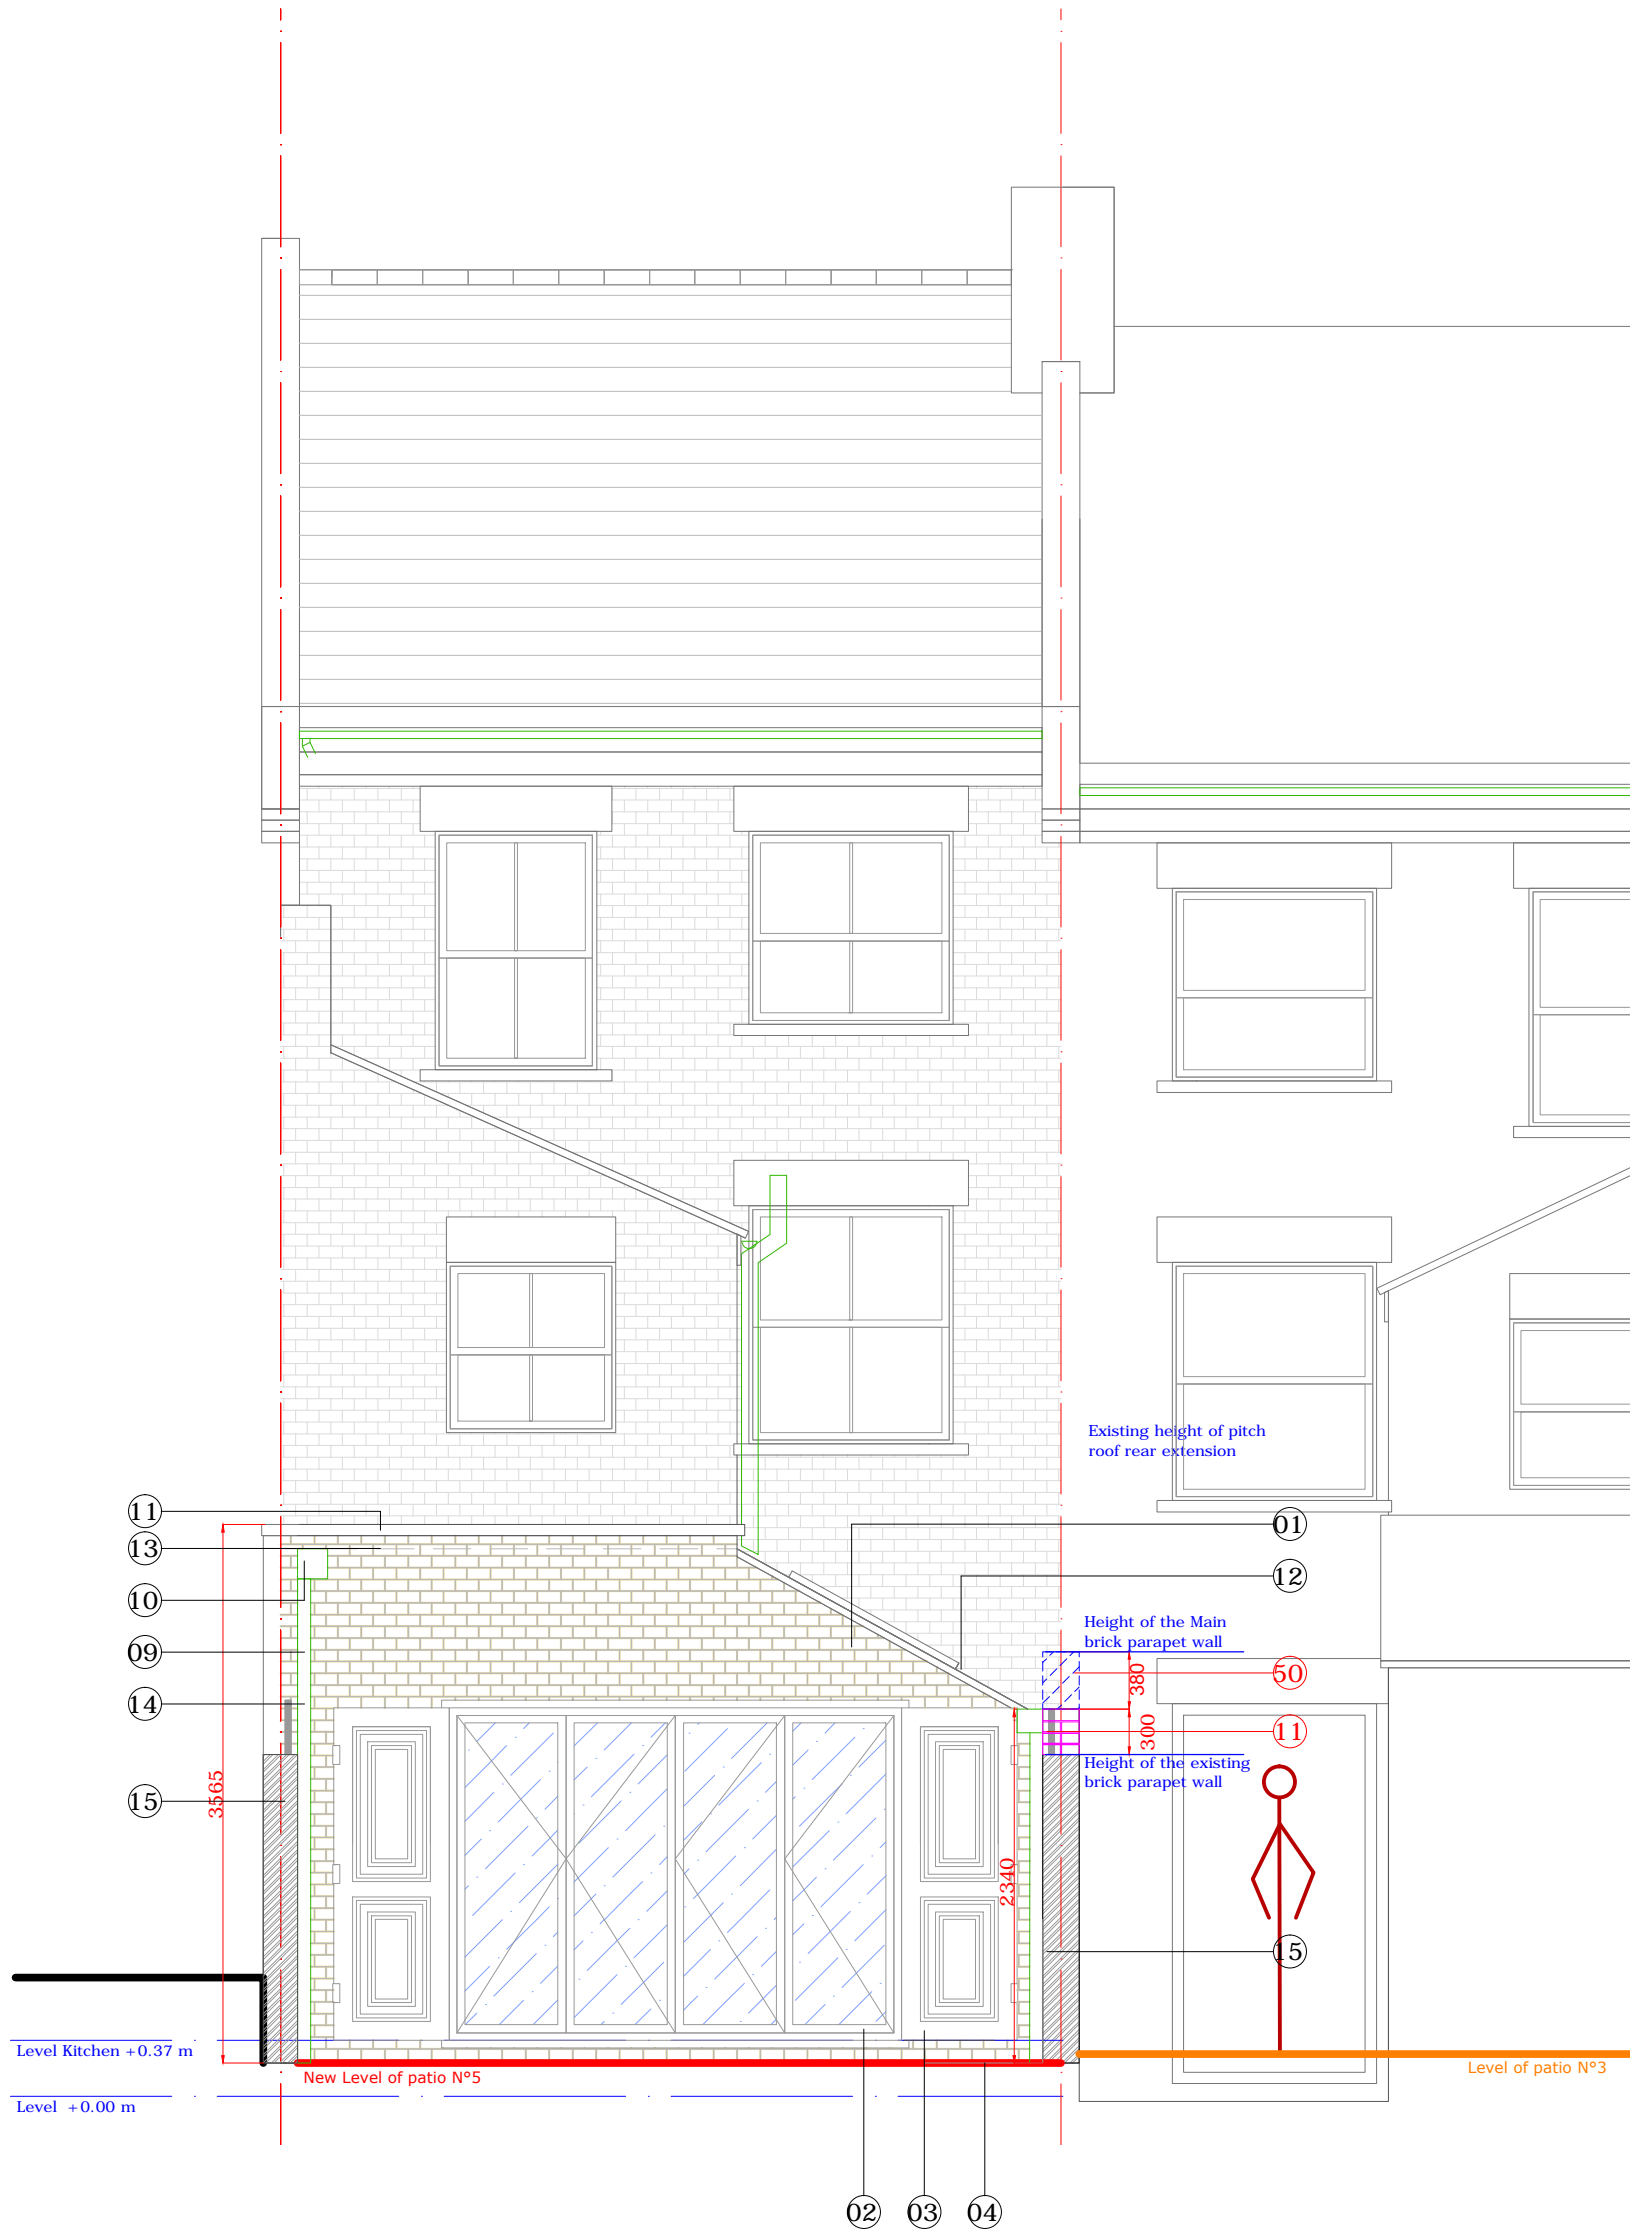 Existing height of pitch
roof rear extension
11
01
13
12
10
Height of the Main
brick parapet wall
09
50
380
14
11
300
Height of the existing
brick parapet wall
3565
15
2340
15
Level Kitchen +0.37 m
New Level of patio N°5
Level of patio N°3
Level +0.00 m
02
03
04